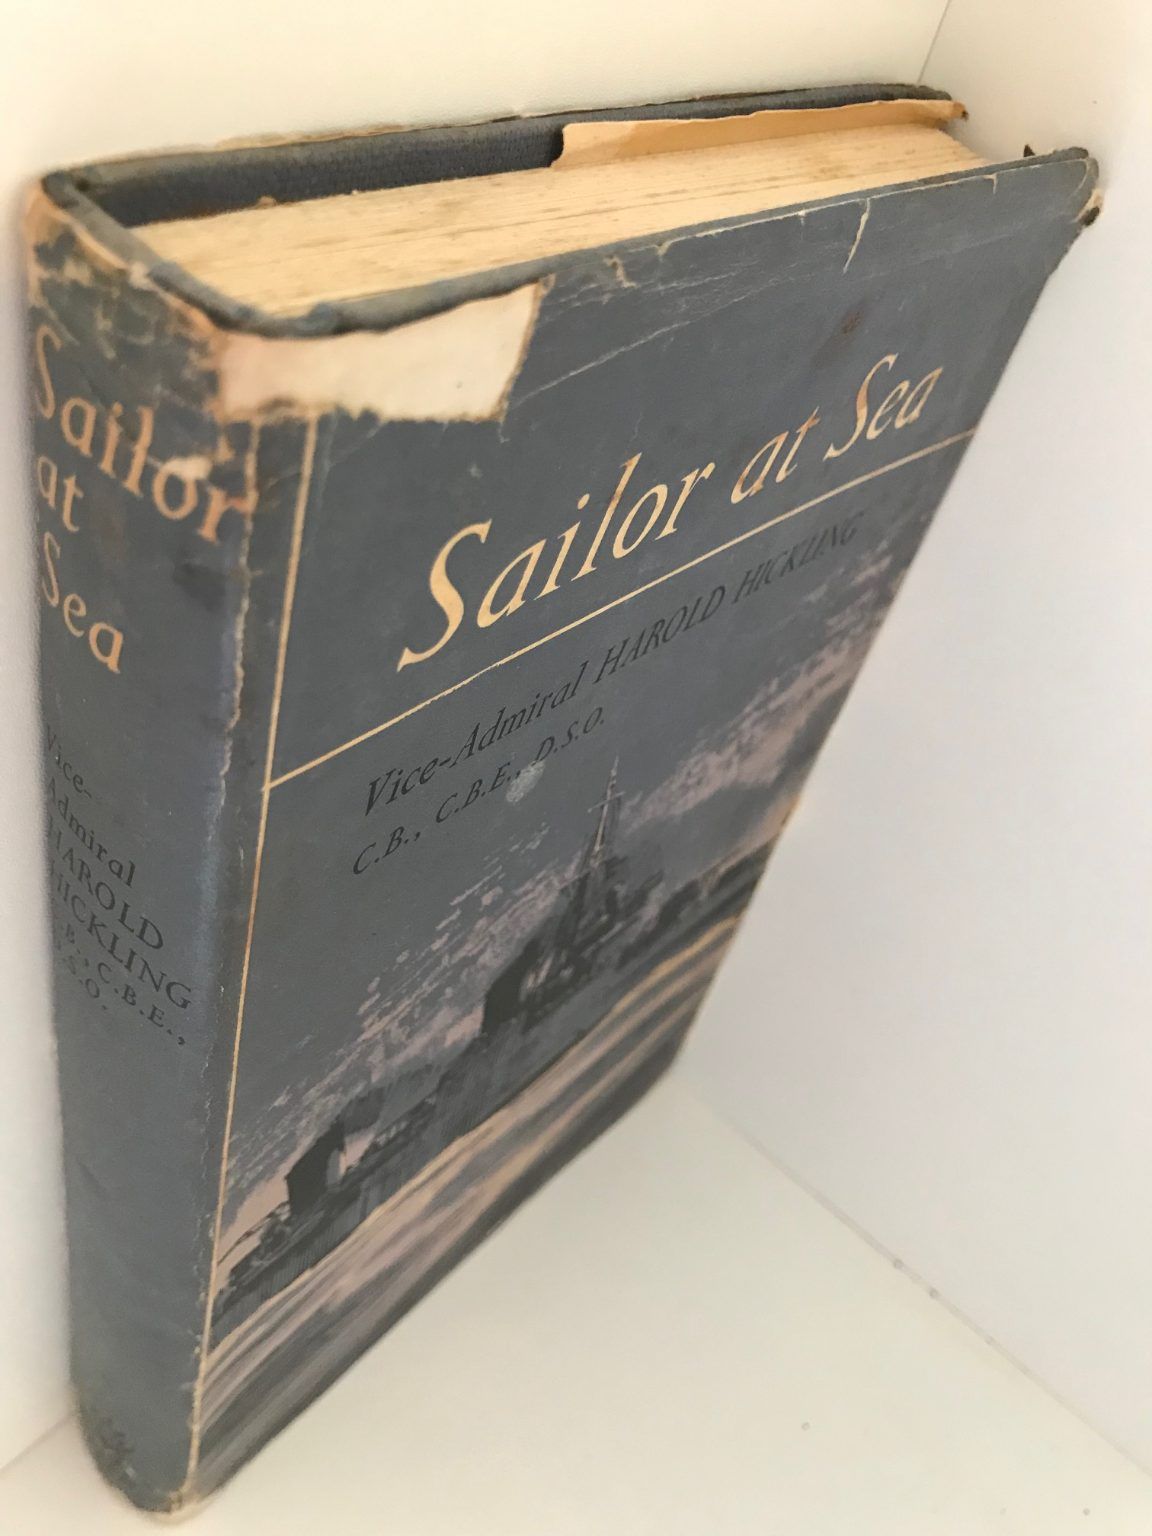 Sailor
at
Sea
Vice-
Admiral
HAROLD
HICKLING
C.B., C.B.E.,
D.S.O.
Sailor at Sea
Vice-Admiral HAROLD HICKLING
C.B., C.B.E., D.S.O.